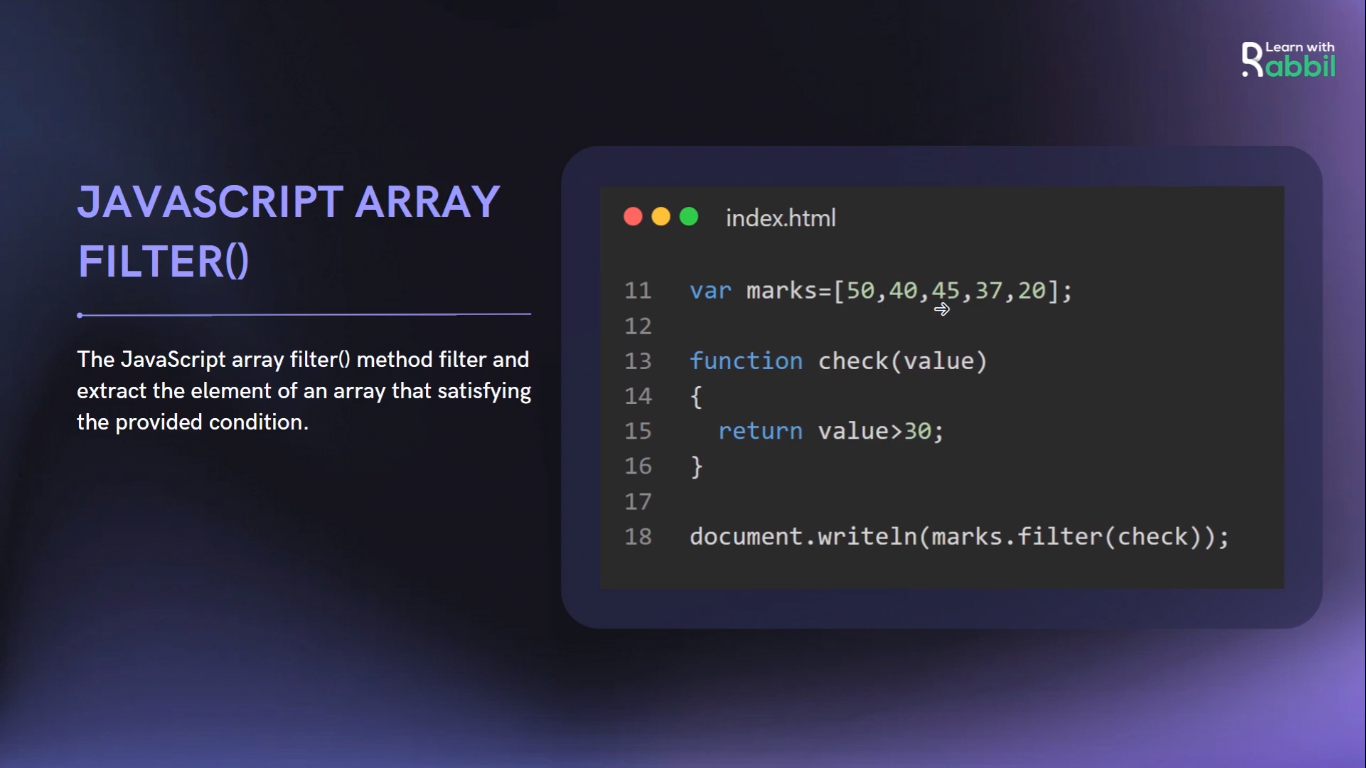 Learn with
Rabbil
JAVASCRIPT ARRAY
FILTER()
The JavaScript array filter() method filter and
extract the element of an array that satisfying
the provided condition.
index.html
11 var marks=[50,40,45,37,20];
12
13 function check(value)
14 {
15 return value>30;
16 }
17
18 document.writeln(marks.filter(check));